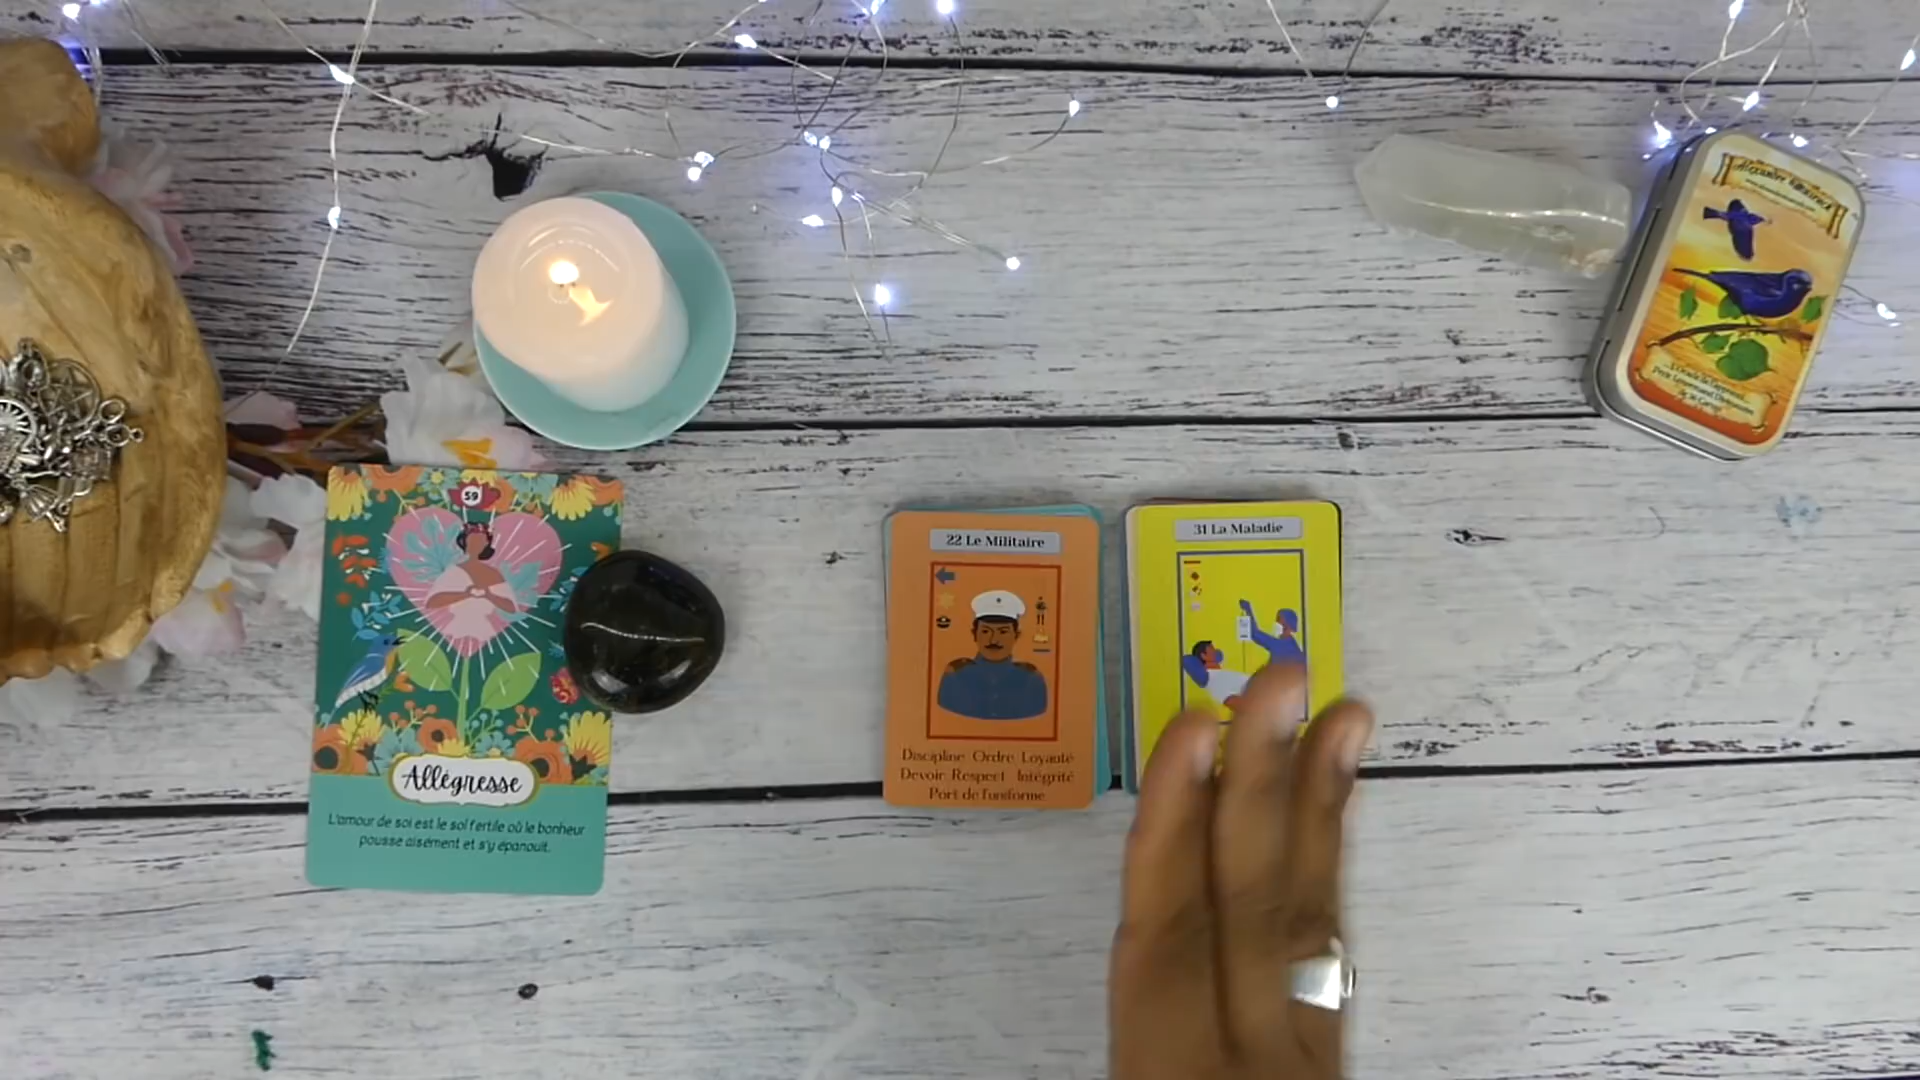 59
Allégresse
L'amour de soi est le sol fertile où le bonheur
pousse aisément et s'y épanouit.
22 Le Militaire
Discipline Ordre Loyauté
Devoir Respect Intégrité
Port de l'uniforme
31 La Maladie